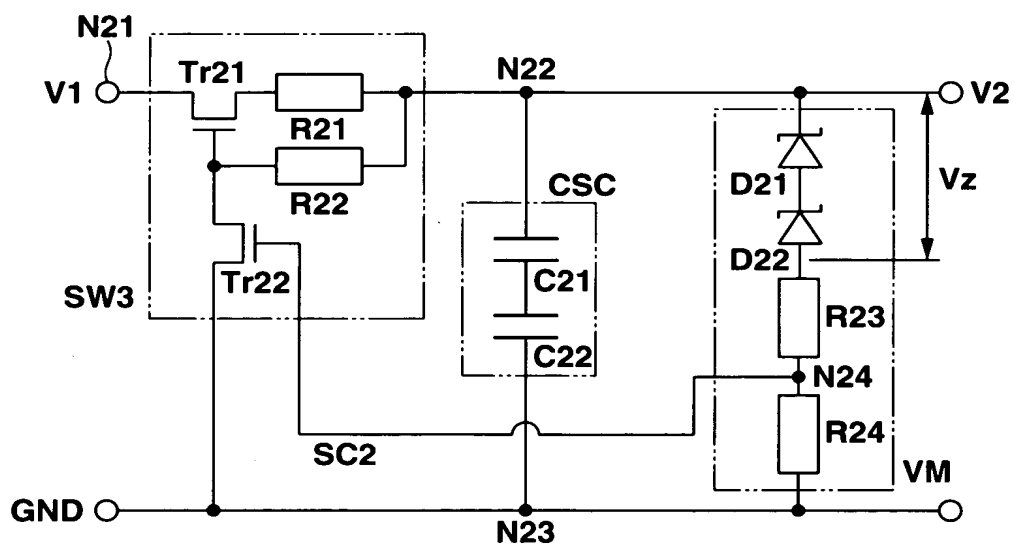 N21
V1
Tr21
R21
R22
Tr22
SW3
N22
CSC
C21
C22
V2
D21
D22
Vz
R23
N24
R24
SC2
VM
GND
N23